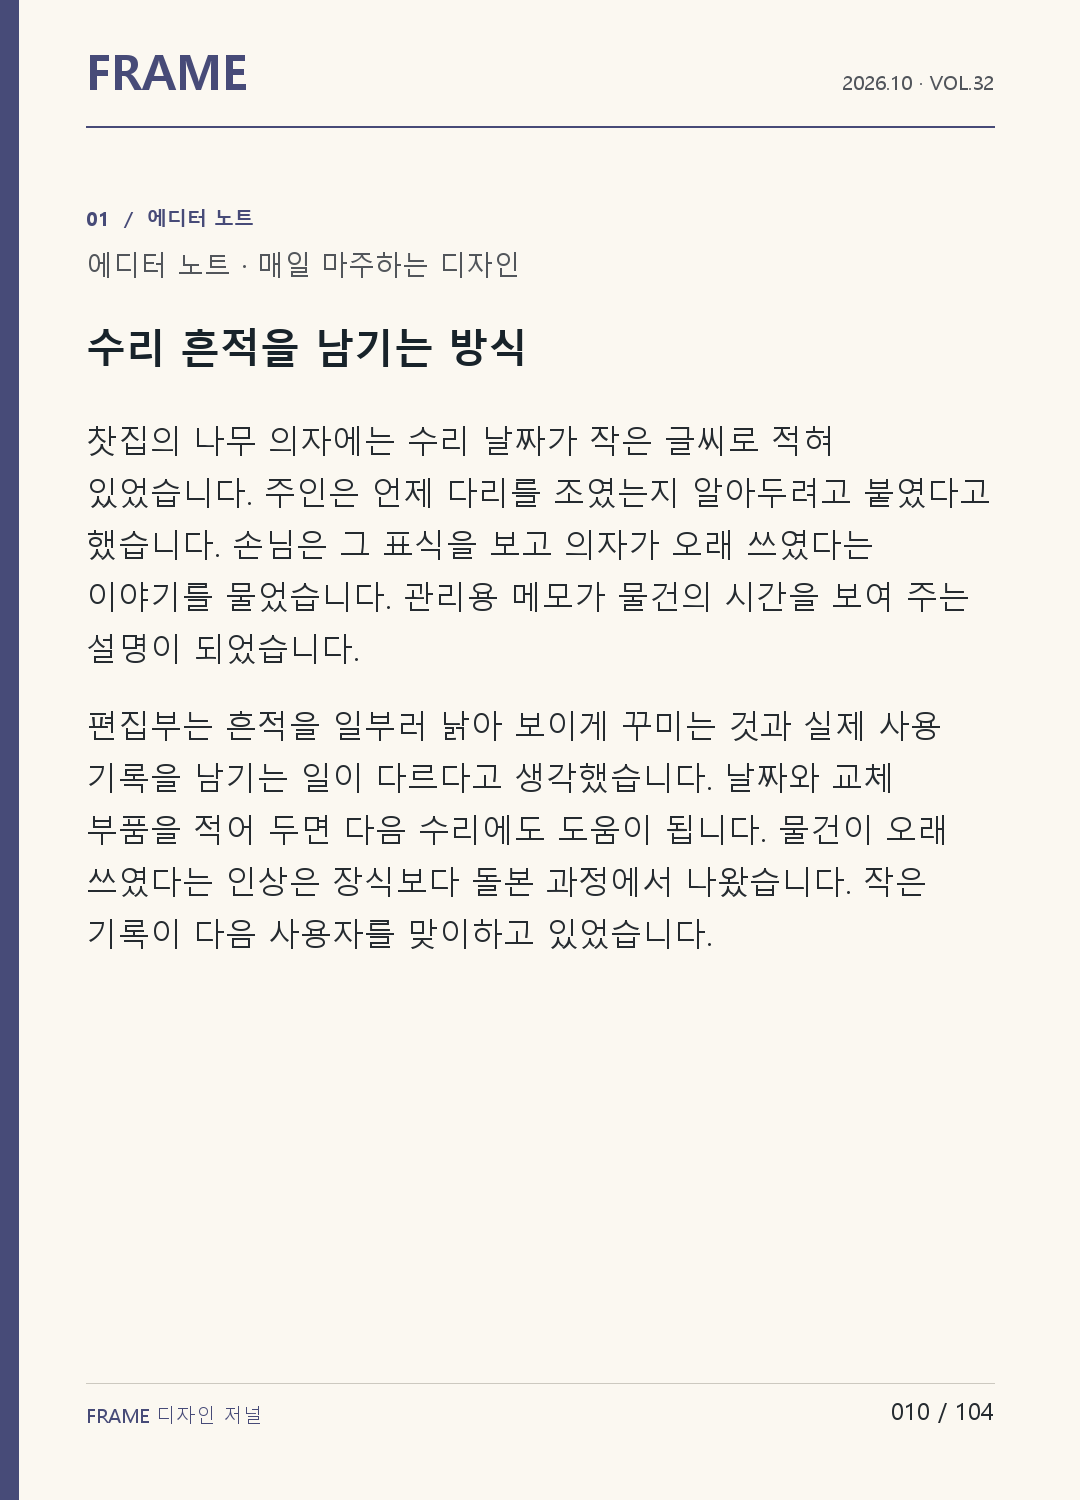 FRAME
2026.10 · VOL.32
01 / 에디터 노트
에디터 노트 · 매일 마주하는 디자인
수리 흔적을 남기는 방식
찻집의 나무 의자에는 수리 날짜가 작은 글씨로 적혀
있었습니다. 주인은 언제 다리를 조였는지 알아두려고 붙였다고
했습니다. 손님은 그 표식을 보고 의자가 오래 쓰였다는
이야기를 물었습니다. 관리용 메모가 물건의 시간을 보여 주는
설명이 되었습니다.
편집부는 흔적을 일부러 낡아 보이게 꾸미는 것과 실제 사용
기록을 남기는 일이 다르다고 생각했습니다. 날짜와 교체
부품을 적어 두면 다음 수리에도 도움이 됩니다. 물건이 오래
쓰였다는 인상은 장식보다 돌본 과정에서 나왔습니다. 작은
기록이 다음 사용자를 맞이하고 있었습니다.
FRAME 디자인 저널
010 / 104